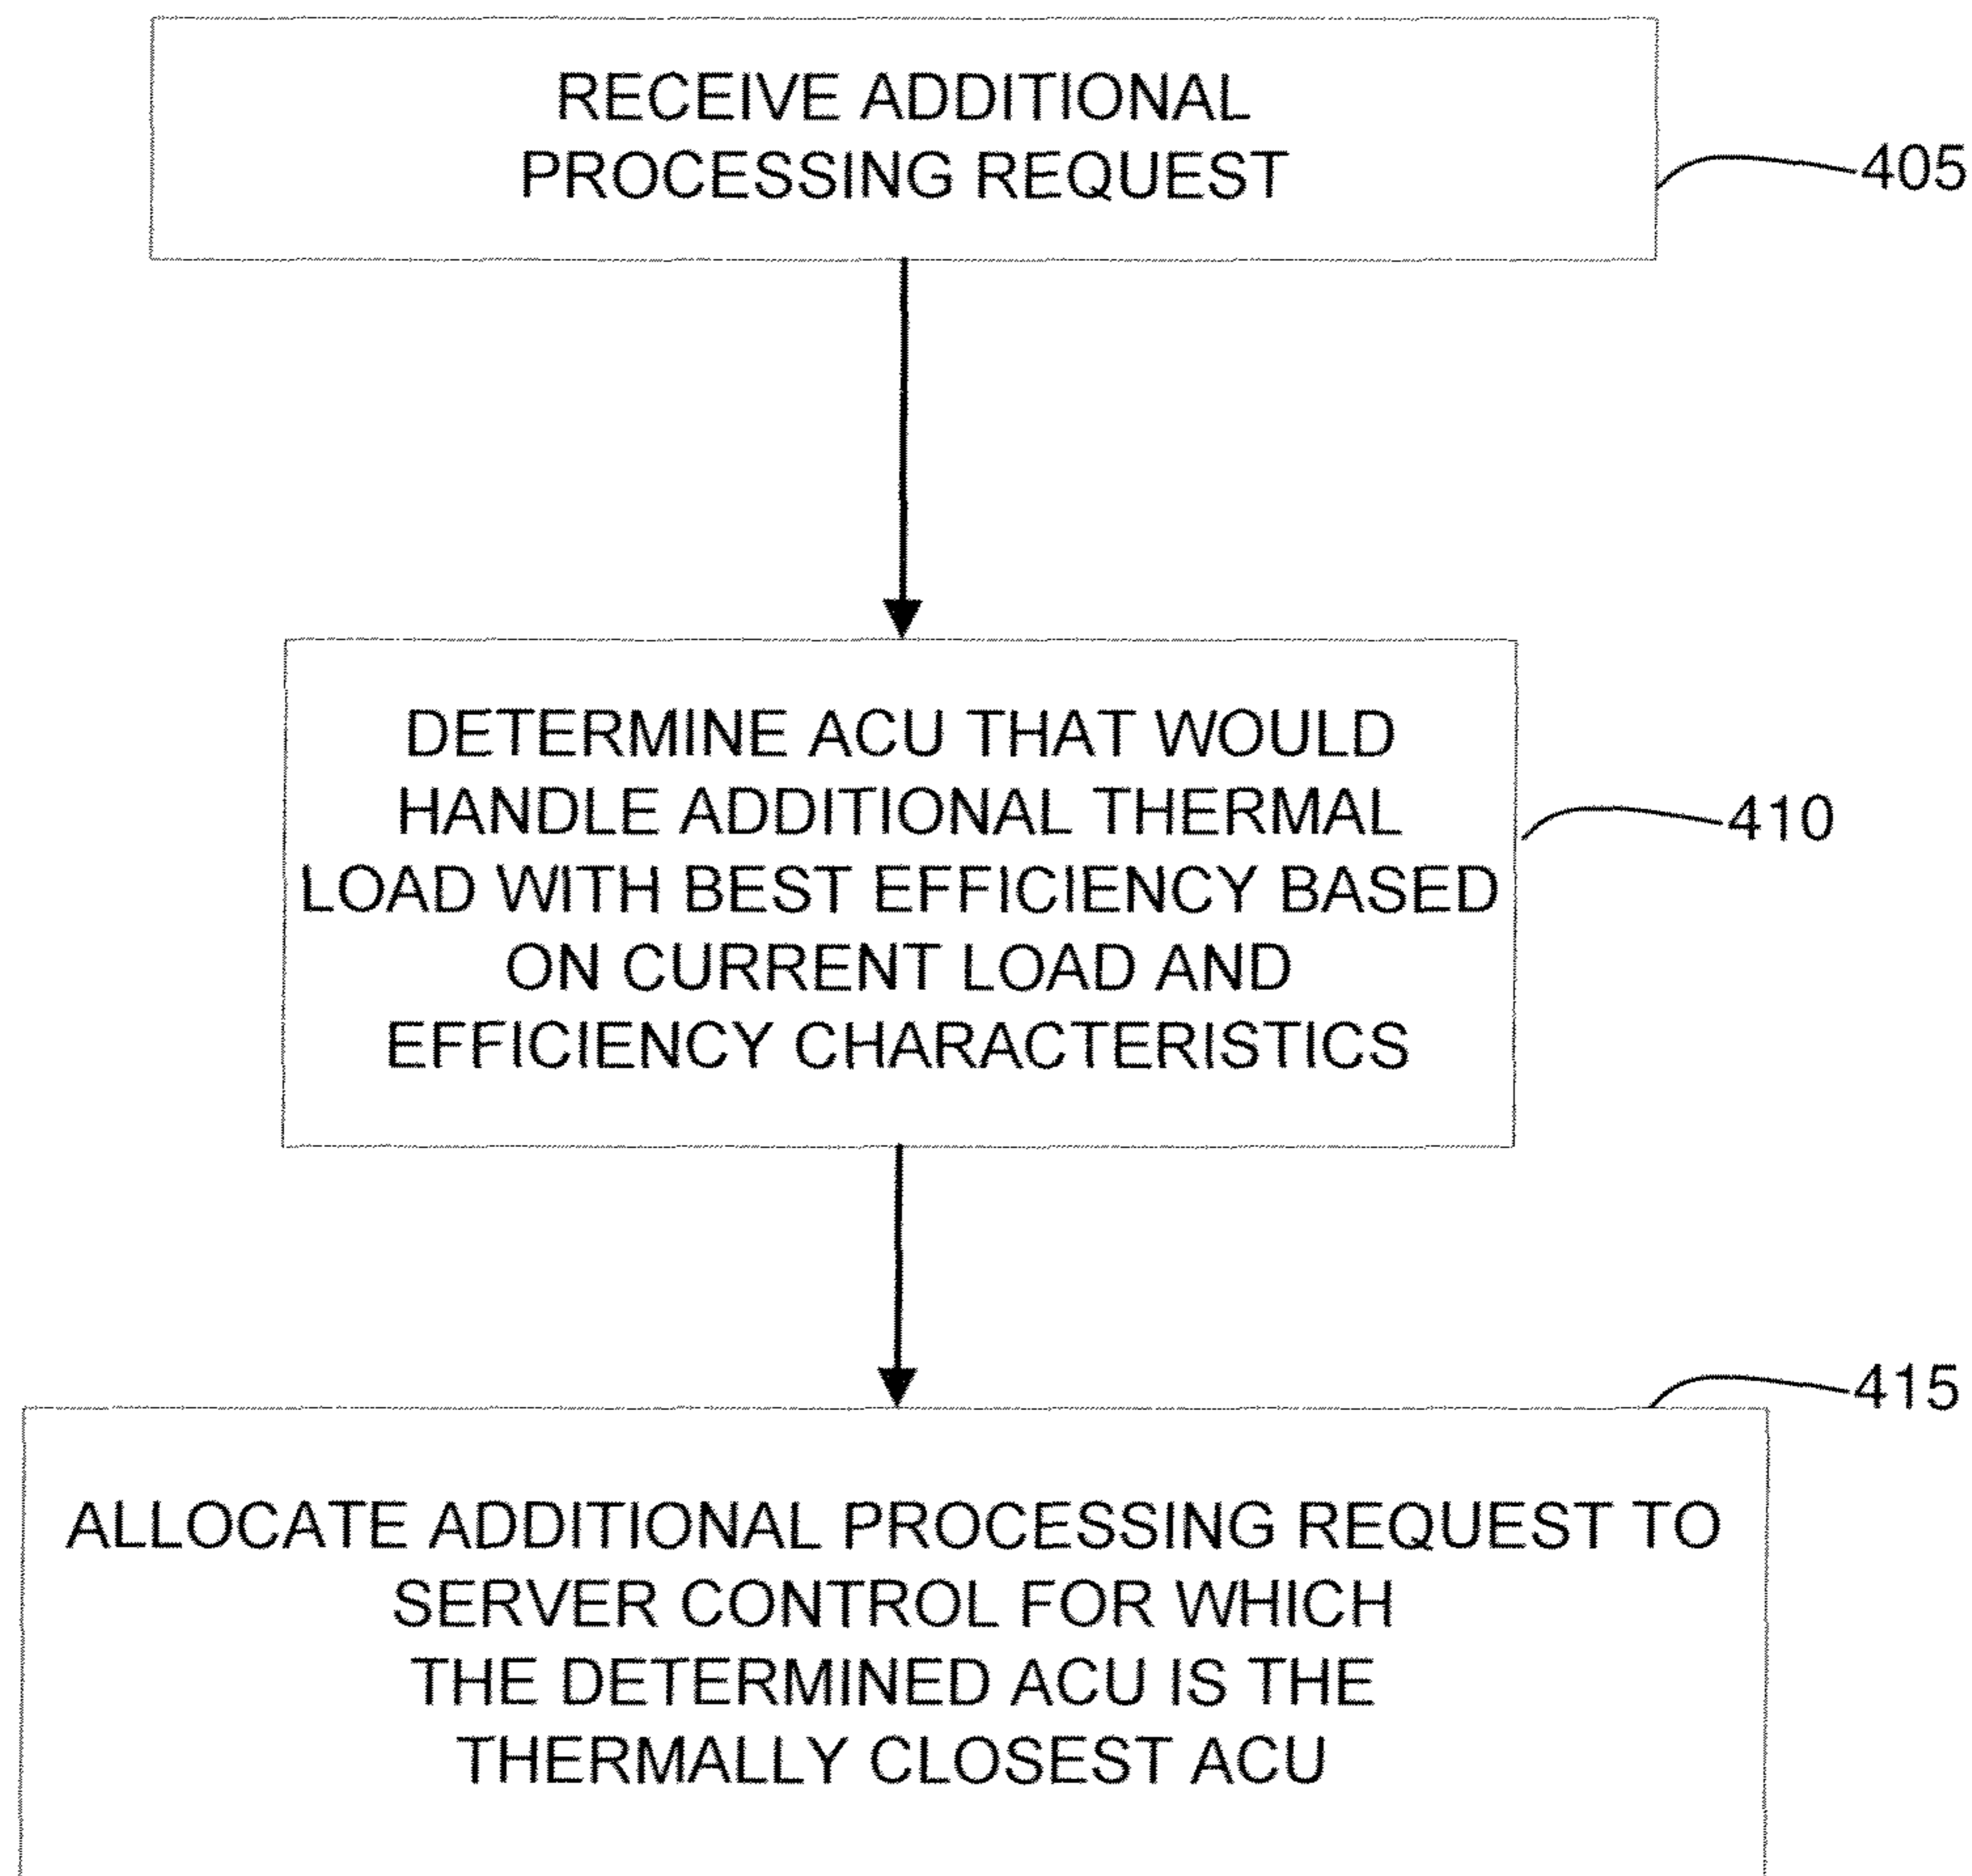 RECEIVE ADDITIONAL
PROCESSING REQUEST
405
DETERMINE ACU THAT WOULD
HANDLE ADDITIONAL THERMAL
LOAD WITH BEST EFFICIENCY BASED
ON CURRENT LOAD AND
EFFICIENCY CHARACTERISTICS
410
415
ALLOCATE ADDITIONAL PROCESSING REQUEST TO
SERVER CONTROL FOR WHICH
THE DETERMINED ACU IS THE
THERMALLY CLOSEST ACU